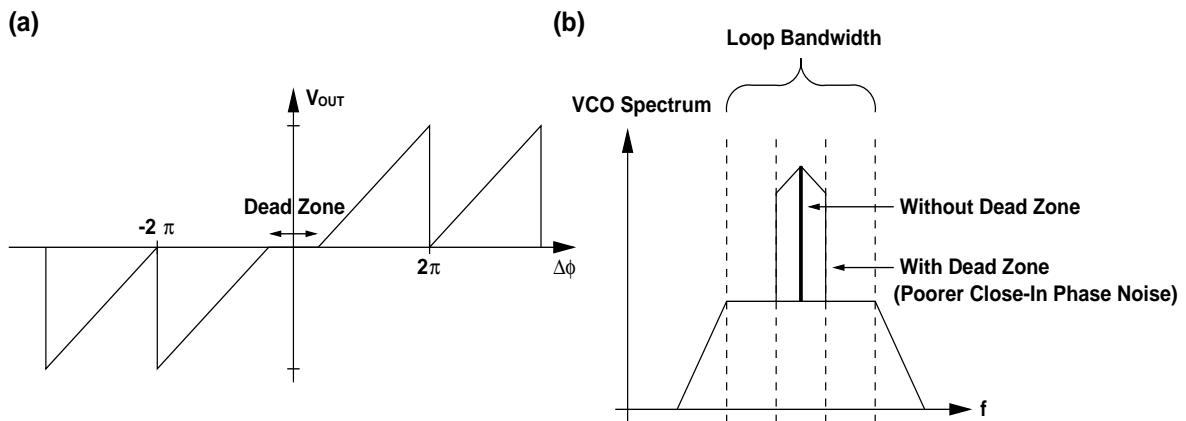 (a)
V_OUT
Dead Zone
-2 π
2π
Δϕ
(b)
Loop Bandwidth
VCO Spectrum
Without Dead Zone
With Dead Zone
(Poorer Close-In Phase Noise)
f